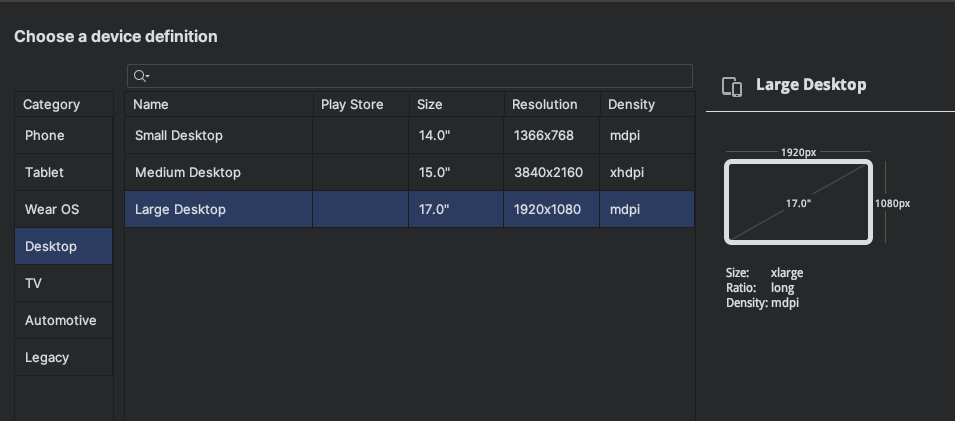 Choose a device definition
Category
Phone
Tablet
Wear OS
Desktop
TV
Automotive
Legacy
Name Play Store Size Resolution Density
Small Desktop 14.0" 1366x768 mdpi
Medium Desktop 15.0" 3840x2160 xhdpi
Large Desktop 17.0" 1920x1080 mdpi
Large Desktop
1920px
17.0"
1080px
Size: xlarge
Ratio: long
Density: mdpi